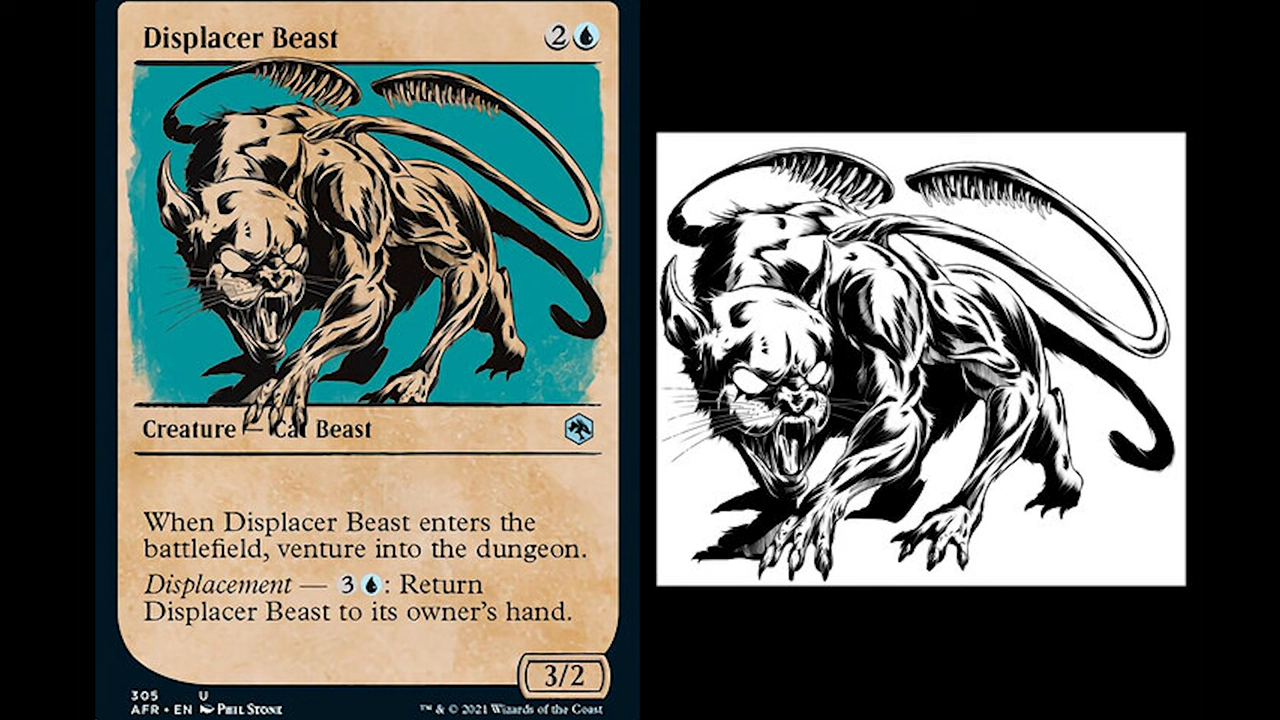 Displacer Beast 2
Creature — Cat Beast
When Displacer Beast enters the
battlefield, venture into the dungeon.
Displacement — 3 : Return
Displacer Beast to its owner's hand.
3/2
305 U
AFR • EN Phil Stone
™ & © 2021 Wizards of the Coast